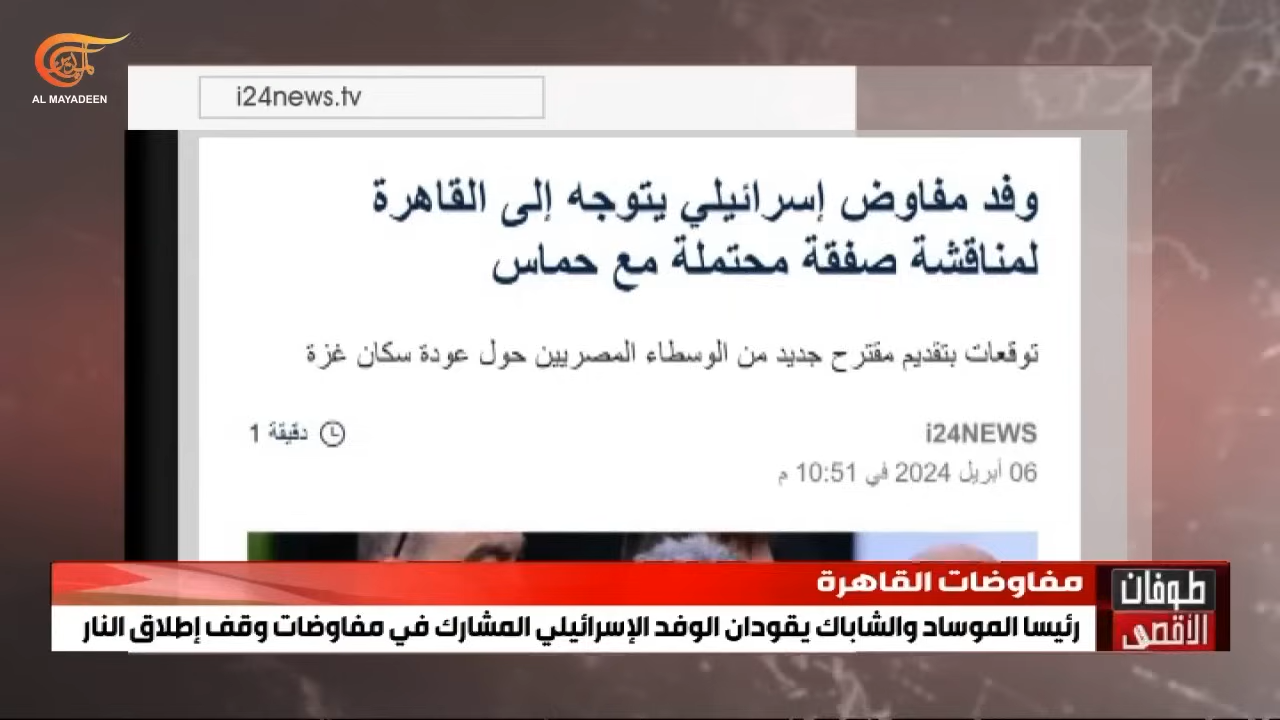 المیادین
AL MAYADEEN
i24news.tv
وفد مفاوض إسرائيلي يتوجه إلى القاهرة
لمناقشة صفقة محتملة مع حماس
توقعات بتقديم مقترح جديد من الوسطاء المصريين حول عودة سكان غزة
i24NEWS
دقيقة 1
06 أبريل 2024 في 10:51 م
مفاوضات القاهرة
رئيسا الموساد والشاباك يقودان الوفد الإسرائيلي المشارك في مفاوضات وقف إطلاق النار
طوفان
الأقصى